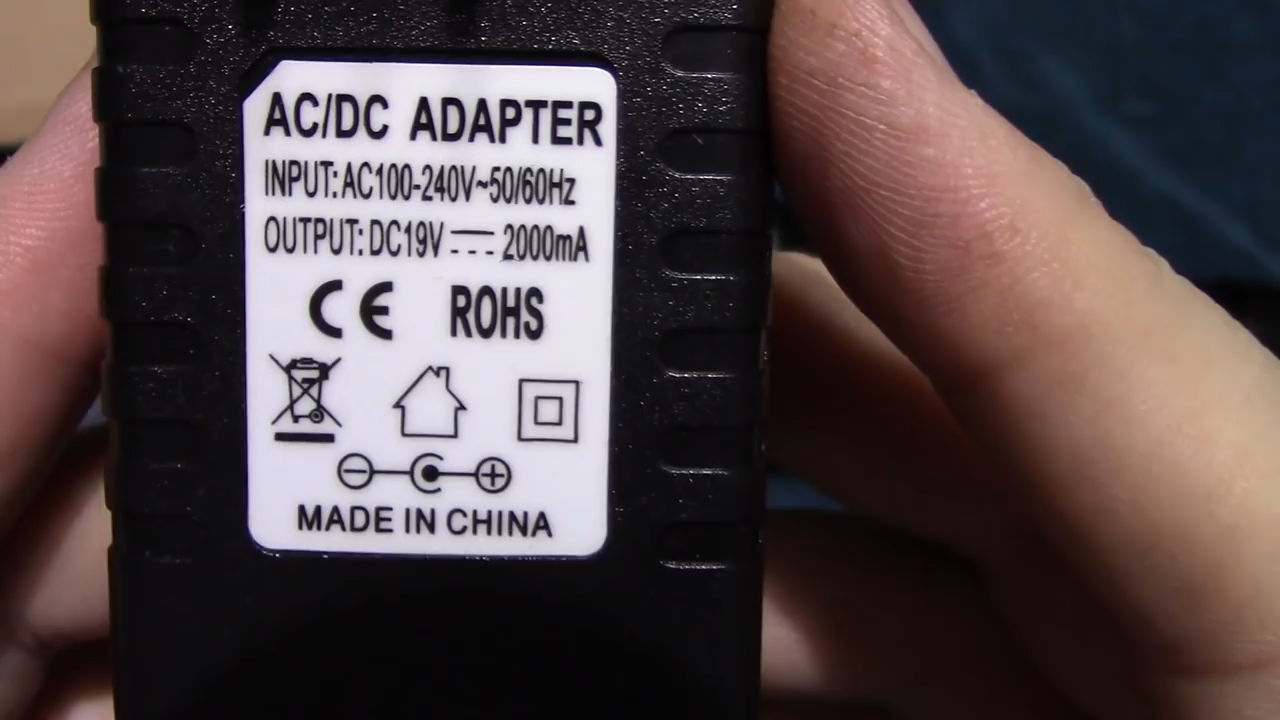 AC/DC ADAPTER
INPUT: AC100-240V~50/60Hz
OUTPUT: DC19V ⎓ 2000mA
CE ROHS
MADE IN CHINA